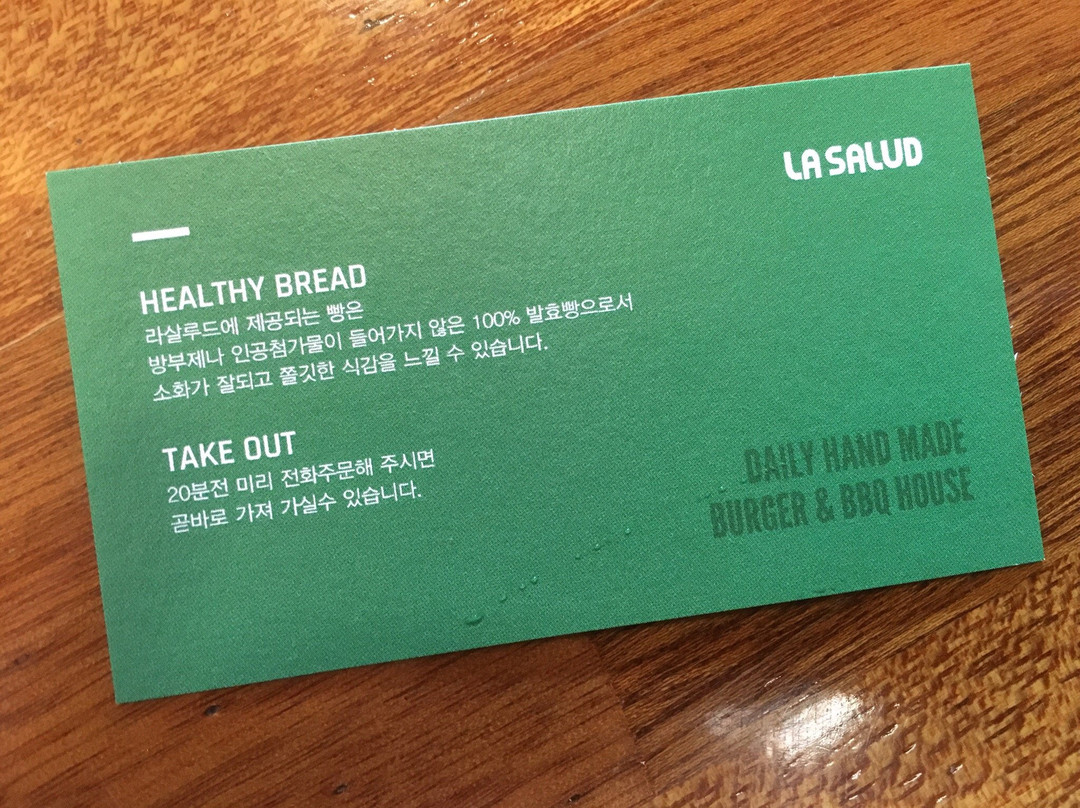 LA SALUD
HEALTHY BREAD
라살루드에 제공되는 빵은
방부제나 인공첨가물이 들어가지 않은 100% 발효빵으로서
소화가 잘되고 쫄깃한 식감을 느낄 수 있습니다.
TAKE OUT
20분전 미리 전화주문해 주시면
곧바로 가져 가실수 있습니다.
DAILY HAND MADE
BURGER & BBQ HOUSE